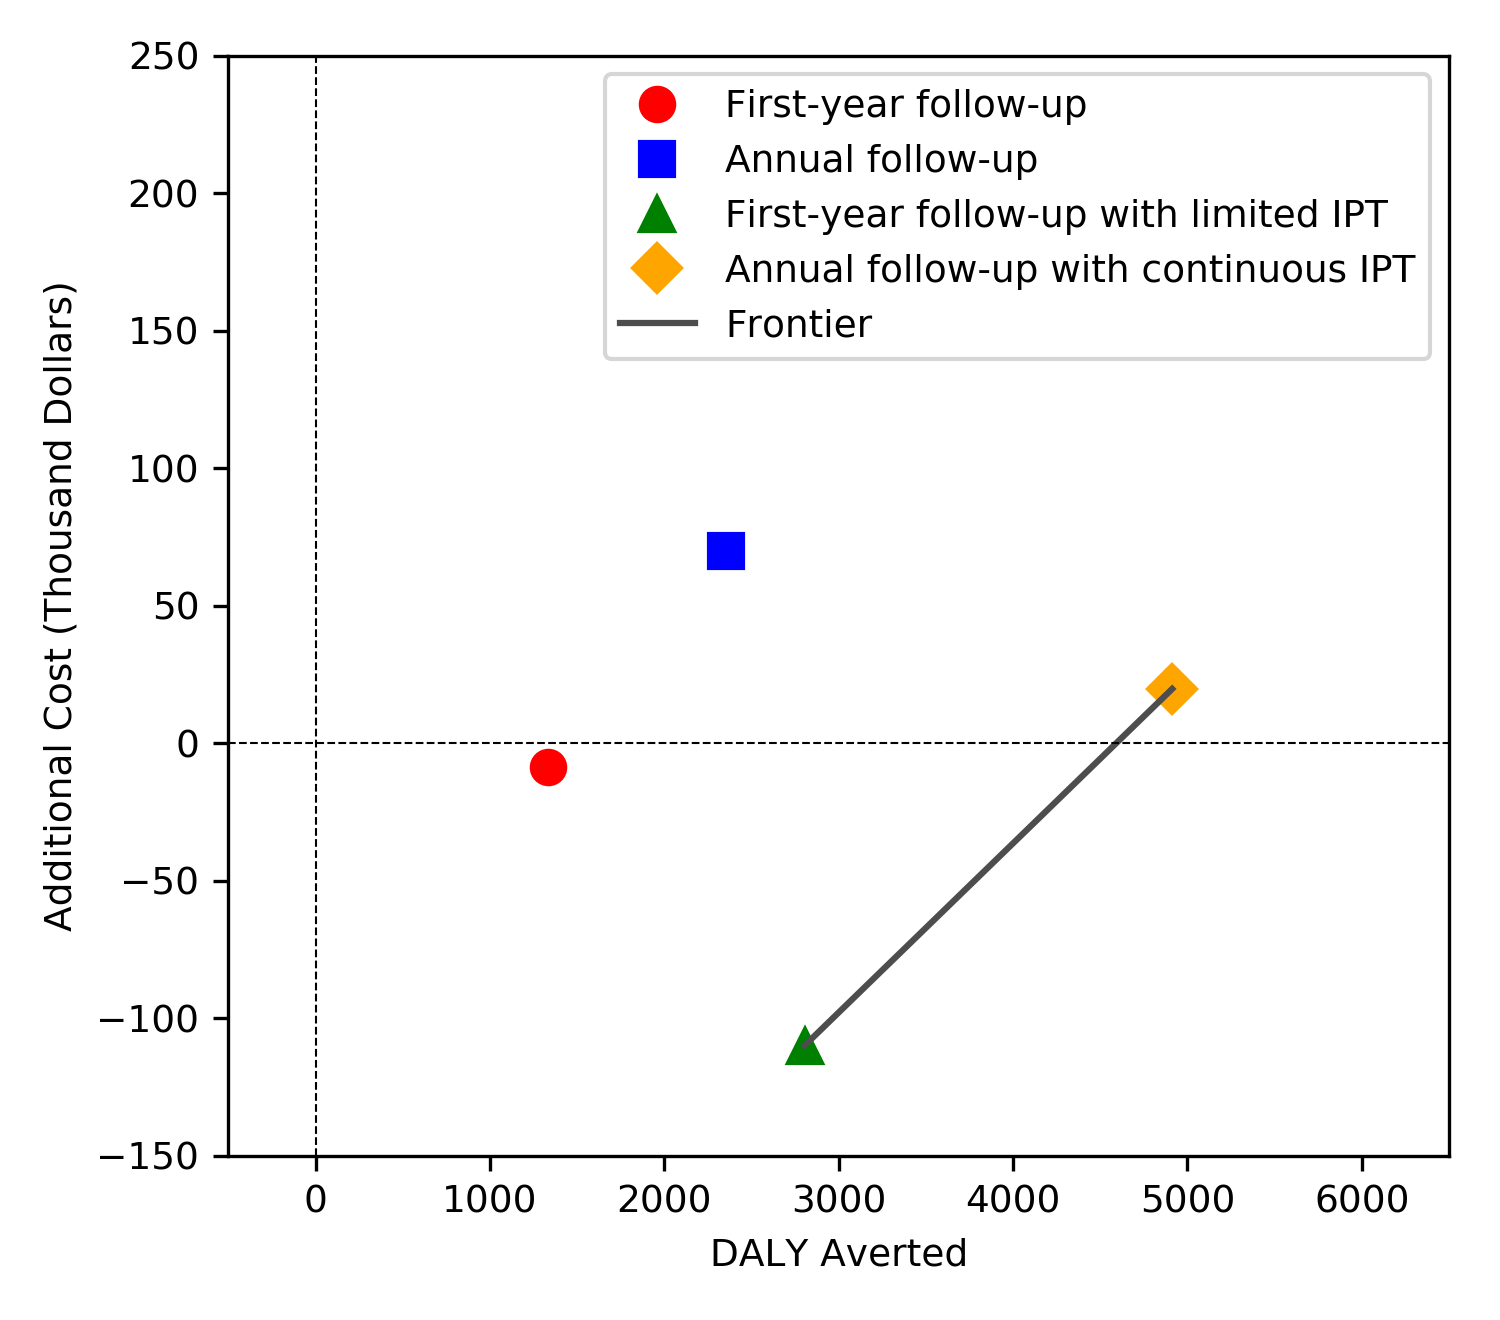 250
200
150
100
50
0
−50
−100
−150
Additional Cost (Thousand Dollars)
First-year follow-up
Annual follow-up
First-year follow-up with limited IPT
Annual follow-up with continuous IPT
Frontier
0 1000 2000 3000 4000 5000 6000
DALY Averted